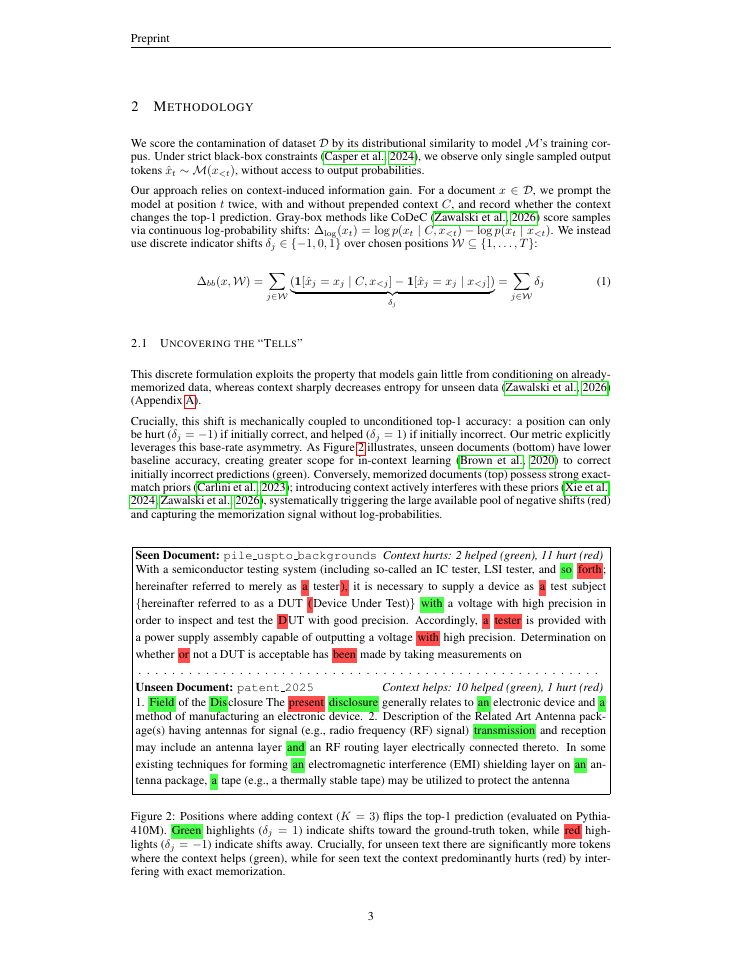 Preprint
2 METHODOLOGY
We score the contamination of dataset D by its distributional similarity to model M's training cor-
pus. Under strict black-box constraints (Casper et al., 2024), we observe only single sampled output
tokens x̂_t ∼ M(x_{<t}), without access to output probabilities.
Our approach relies on context-induced information gain. For a document x ∈ D, we prompt the
model at position t twice, with and without prepended context C, and record whether the context
changes the top-1 prediction. Gray-box methods like CoDeC (Zawalski et al., 2026) score samples
via continuous log-probability shifts: Δ_log(x_t) = log p(x_t | C, x_{<t}) − log p(x_t | x_{<t}). We instead
use discrete indicator shifts δ_j ∈ {−1, 0, 1} over chosen positions W ⊆ {1, . . . , T}:
Δ_bb(x, W) = ∑_{j∈W} (1[x̂_j = x_j | C, x_{<j}] − 1[x̂_j = x_j | x_{<j}]) = ∑_{j∈W} δ_j (1)
δ_j
2.1 UNCOVERING THE "TELLS"
This discrete formulation exploits the property that models gain little from conditioning on already-
memorized data, whereas context sharply decreases entropy for unseen data (Zawalski et al., 2026)
(Appendix A).
Crucially, this shift is mechanically coupled to unconditioned top-1 accuracy: a position can only
be hurt (δ_j = −1) if initially correct, and helped (δ_j = 1) if initially incorrect. Our metric explicitly
leverages this base-rate asymmetry. As Figure 2 illustrates, unseen documents (bottom) have lower
baseline accuracy, creating greater scope for in-context learning (Brown et al., 2020) to correct
initially incorrect predictions (green). Conversely, memorized documents (top) possess strong exact-
match priors (Carlini et al., 2023); introducing context actively interferes with these priors (Xie et al.,
2024; Zawalski et al., 2026), systematically triggering the large available pool of negative shifts (red)
and capturing the memorization signal without log-probabilities.
Seen Document: pile_uspto_backgrounds Context hurts: 2 helped (green), 11 hurt (red)
With a semiconductor testing system (including so-called an IC tester, LSI tester, and so forth;
hereinafter referred to merely as a tester), it is necessary to supply a device as a test subject
{hereinafter referred to as a DUT (Device Under Test)} with a voltage with high precision in
order to inspect and test the DUT with good precision. Accordingly, a tester is provided with
a power supply assembly capable of outputting a voltage with high precision. Determination on
whether or not a DUT is acceptable has been made by taking measurements on
Unseen Document: patent_2025 Context helps: 10 helped (green), 1 hurt (red)
1. Field of the Disclosure The present disclosure generally relates to an electronic device and a
method of manufacturing an electronic device. 2. Description of the Related Art Antenna pack-
age(s) having antennas for signal (e.g., radio frequency (RF) signal) transmission and reception
may include an antenna layer and an RF routing layer electrically connected thereto. In some
existing techniques for forming an electromagnetic interference (EMI) shielding layer on an an-
tenna package, a tape (e.g., a thermally stable tape) may be utilized to protect the antenna
Figure 2: Positions where adding context (K = 3) flips the top-1 prediction (evaluated on Pythia-
410M). Green highlights (δ_j = 1) indicate shifts toward the ground-truth token, while red high-
lights (δ_j = −1) indicate shifts away. Crucially, for unseen text there are significantly more tokens
where the context helps (green), while for seen text the context predominantly hurts (red) by inter-
fering with exact memorization.
3